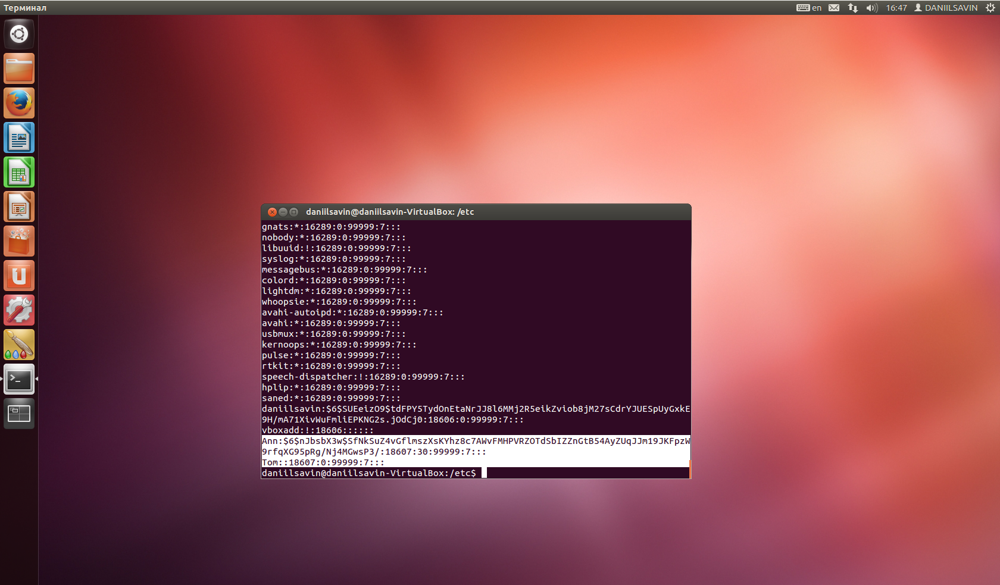 Терминал
en
16:47
DANIILSAVIN
daniilsavin@daniilsavin-VirtualBox: /etc
gnats:*:16289:0:99999:7:::
nobody:*:16289:0:99999:7:::
libuuid:!:16289:0:99999:7:::
syslog:*:16289:0:99999:7:::
messagebus:*:16289:0:99999:7:::
colord:*:16289:0:99999:7:::
lightdm:*:16289:0:99999:7:::
whoopsie:*:16289:0:99999:7:::
avahi-autoipd:*:16289:0:99999:7:::
avahi:*:16289:0:99999:7:::
usbmux:*:16289:0:99999:7:::
kernoops:*:16289:0:99999:7:::
pulse:*:16289:0:99999:7:::
rtkit:*:16289:0:99999:7:::
speech-dispatcher:!:16289:0:99999:7:::
hplip:*:16289:0:99999:7:::
saned:*:16289:0:99999:7:::
daniilsavin:$6$SUEeizO9$tdFPY5TydOnEtaNrJJ8l6MMj2R5eikZviob8jM27sCdrYJUESpUyGxkE
9H/mA71XivWuFmliEPKNG2s.jOdCj0:18606:0:99999:7:::
vboxadd:!:18606::::::
Ann:$6$nJbsbX3w$SfNkSuZ4vGflmszXsKYhz8c7AWvFMHPVRZOTdSbIZZnGtB54AyZUqJJm19JKFpzW
9rfqXG95pRg/Nj4MGwsP3/:18607:30:99999:7:::
Tom::18607:0:99999:7:::
daniilsavin@daniilsavin-VirtualBox:/etc$